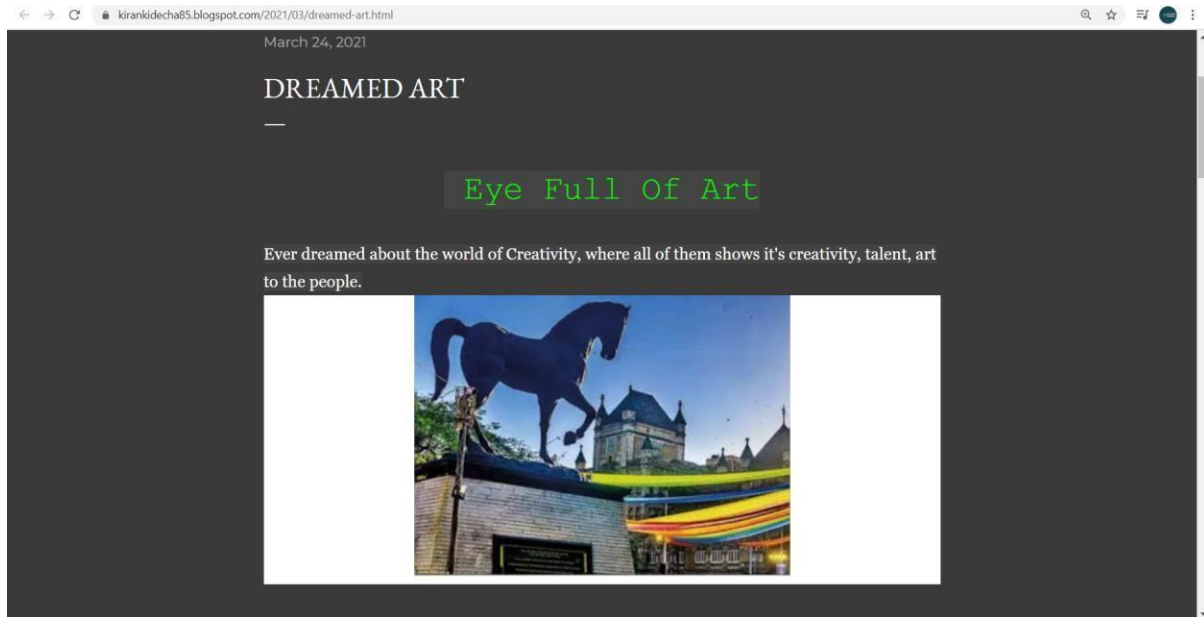 kirankidecha85.blogspot.com/2021/03/dreamed-art.html
March 24, 2021
DREAMED ART
Eye Full Of Art
Ever dreamed about the world of Creativity, where all of them shows it's creativity, talent, art
to the people.